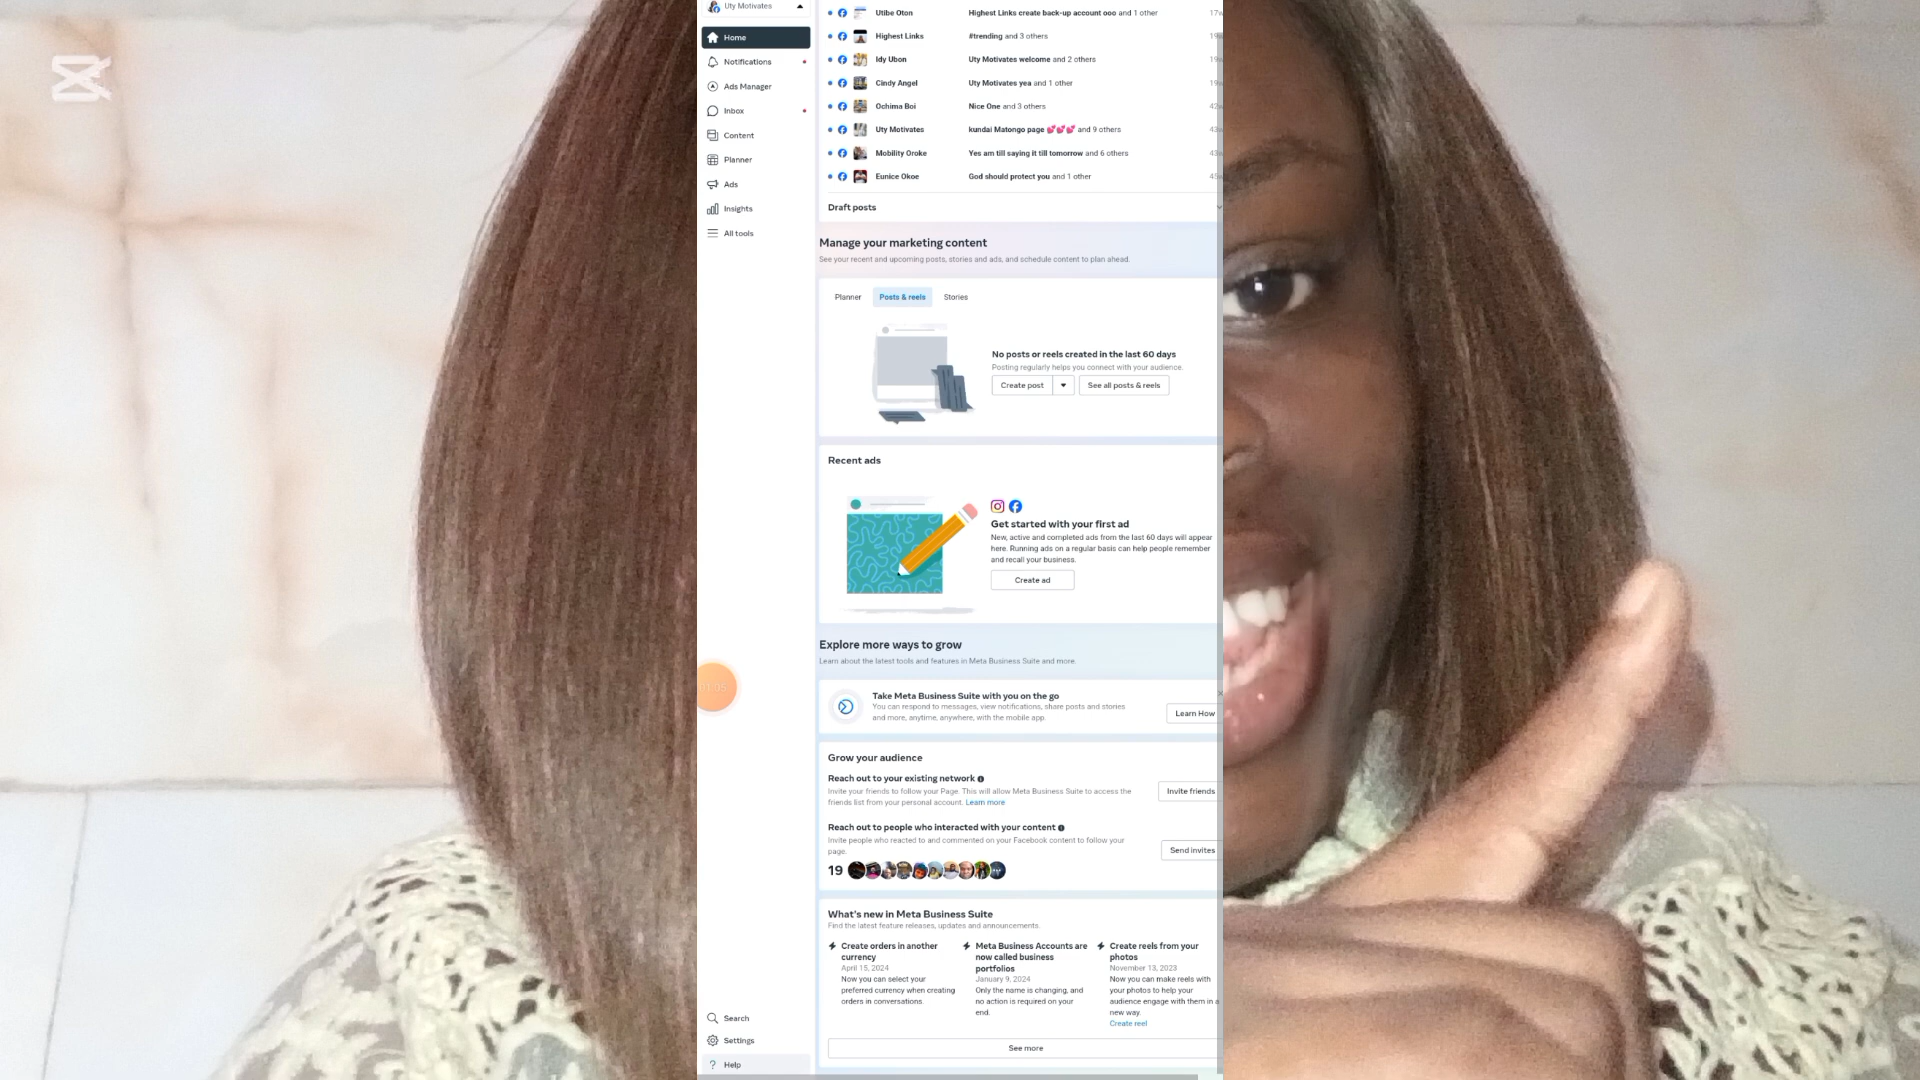 Uty Motivates
Home
Notifications
Ads Manager
Inbox
Content
Planner
Ads
Insights
All tools
Search
Settings
? Help
Utibe Oton Highest Links create back-up account ooo and 1 other
Highest Links #trending and 3 others
Idy Ubon Uty Motivates welcome and 2 others
Cindy Angel Uty Motivates yea and 1 other
Ochima Boi Nice One and 3 others
Uty Motivates kundai Matongo page 💕💕💕 and 9 others
Mobility Oroke Yes am till saying it till tomorrow and 6 others
Eunice Okoe God should protect you and 1 other
Draft posts
Manage your marketing content
See your recent and upcoming posts, stories and ads, and schedule content to plan ahead.
Planner Posts & reels Stories
No posts or reels created in the last 60 days
Posting regularly helps you connect with your audience.
Create post See all posts & reels
Recent ads
Get started with your first ad
New, active and completed ads from the last 60 days will appear
here. Running ads on a regular basis can help people remember
and recall your business.
Create ad
Explore more ways to grow
Learn about the latest tools and features in Meta Business Suite and more.
Take Meta Business Suite with you on the go
You can respond to messages, view notifications, share posts and stories
and more, anytime, anywhere, with the mobile app.
Learn How
Grow your audience
Reach out to your existing network
Invite your friends to follow your Page. This will allow Meta Business Suite to access the
friends list from your personal account. Learn more
Invite friends
Reach out to people who interacted with your content
Invite people who reacted to and commented on your Facebook content to follow your
page.
Send invites
19
What's new in Meta Business Suite
Find the latest feature releases, updates and announcements.
Create orders in another
currency
April 15, 2024
Now you can select your
preferred currency when creating
orders in conversations.
Meta Business Accounts are
now called business
portfolios
January 9, 2024
Only the name is changing, and
no action is required on your
end.
Create reels from your
photos
November 13, 2023
Now you can make reels with
your photos to help your
audience engage with them in a
new way.
Create reel
See more